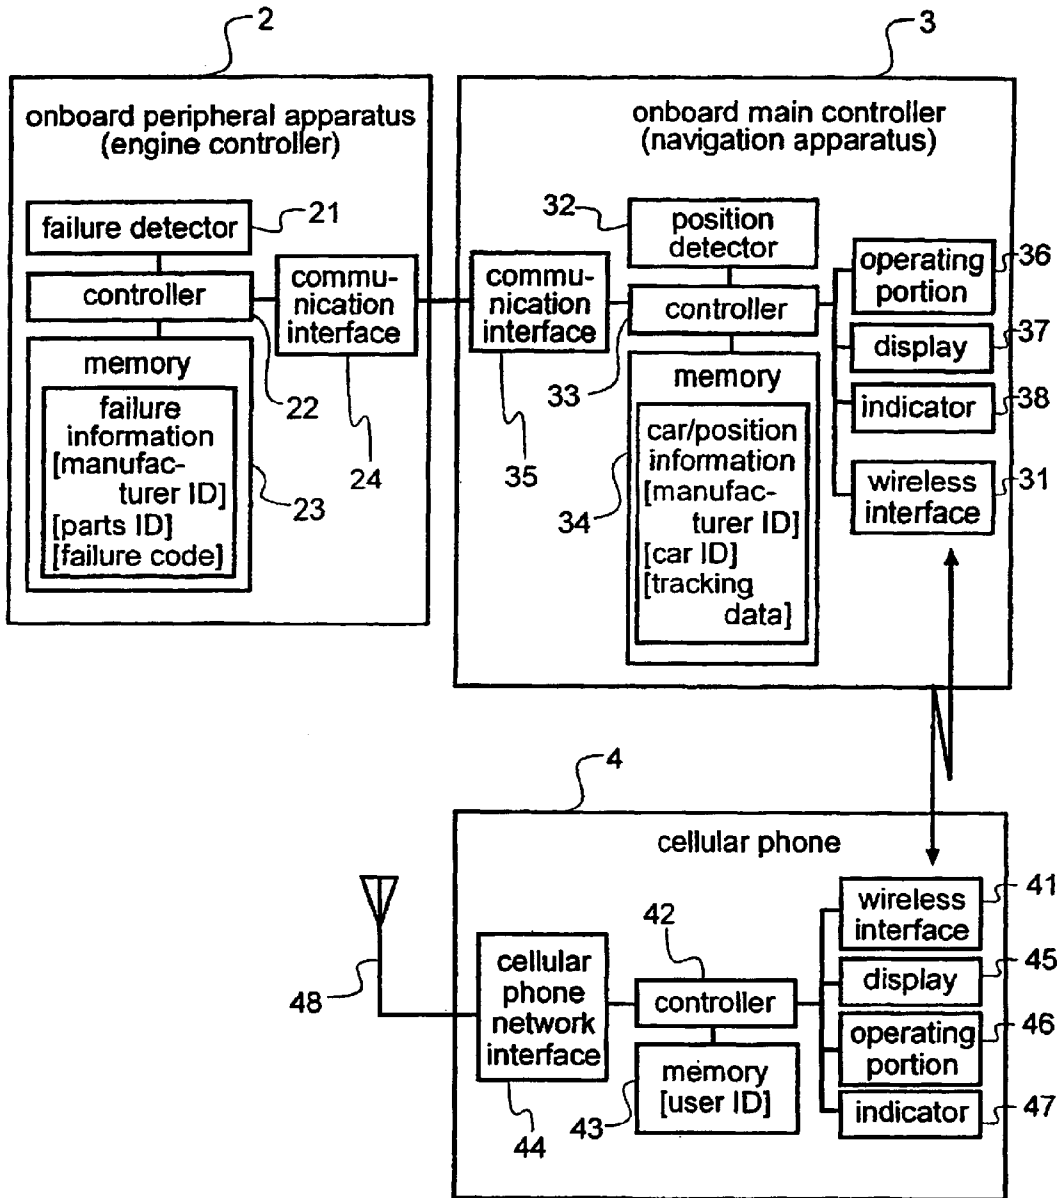 2
onboard peripheral apparatus
(engine controller)
failure detector
21
controller
22
commu-
nication
interface
24
memory
failure
information
[manufac-
turer ID]
[parts ID]
[failure code]
23
3
onboard main controller
(navigation apparatus)
32
position
detector
commu-
nication
interface
35
controller
33
memory
car/position
information
[manufac-
turer ID]
[car ID]
[tracking
data]
34
operating
portion
36
display
37
indicator
38
wireless
interface
31
4
cellular phone
48
cellular
phone
network
interface
44
42
controller
memory
[user ID]
43
wireless
interface
41
display
45
operating
portion
46
indicator
47